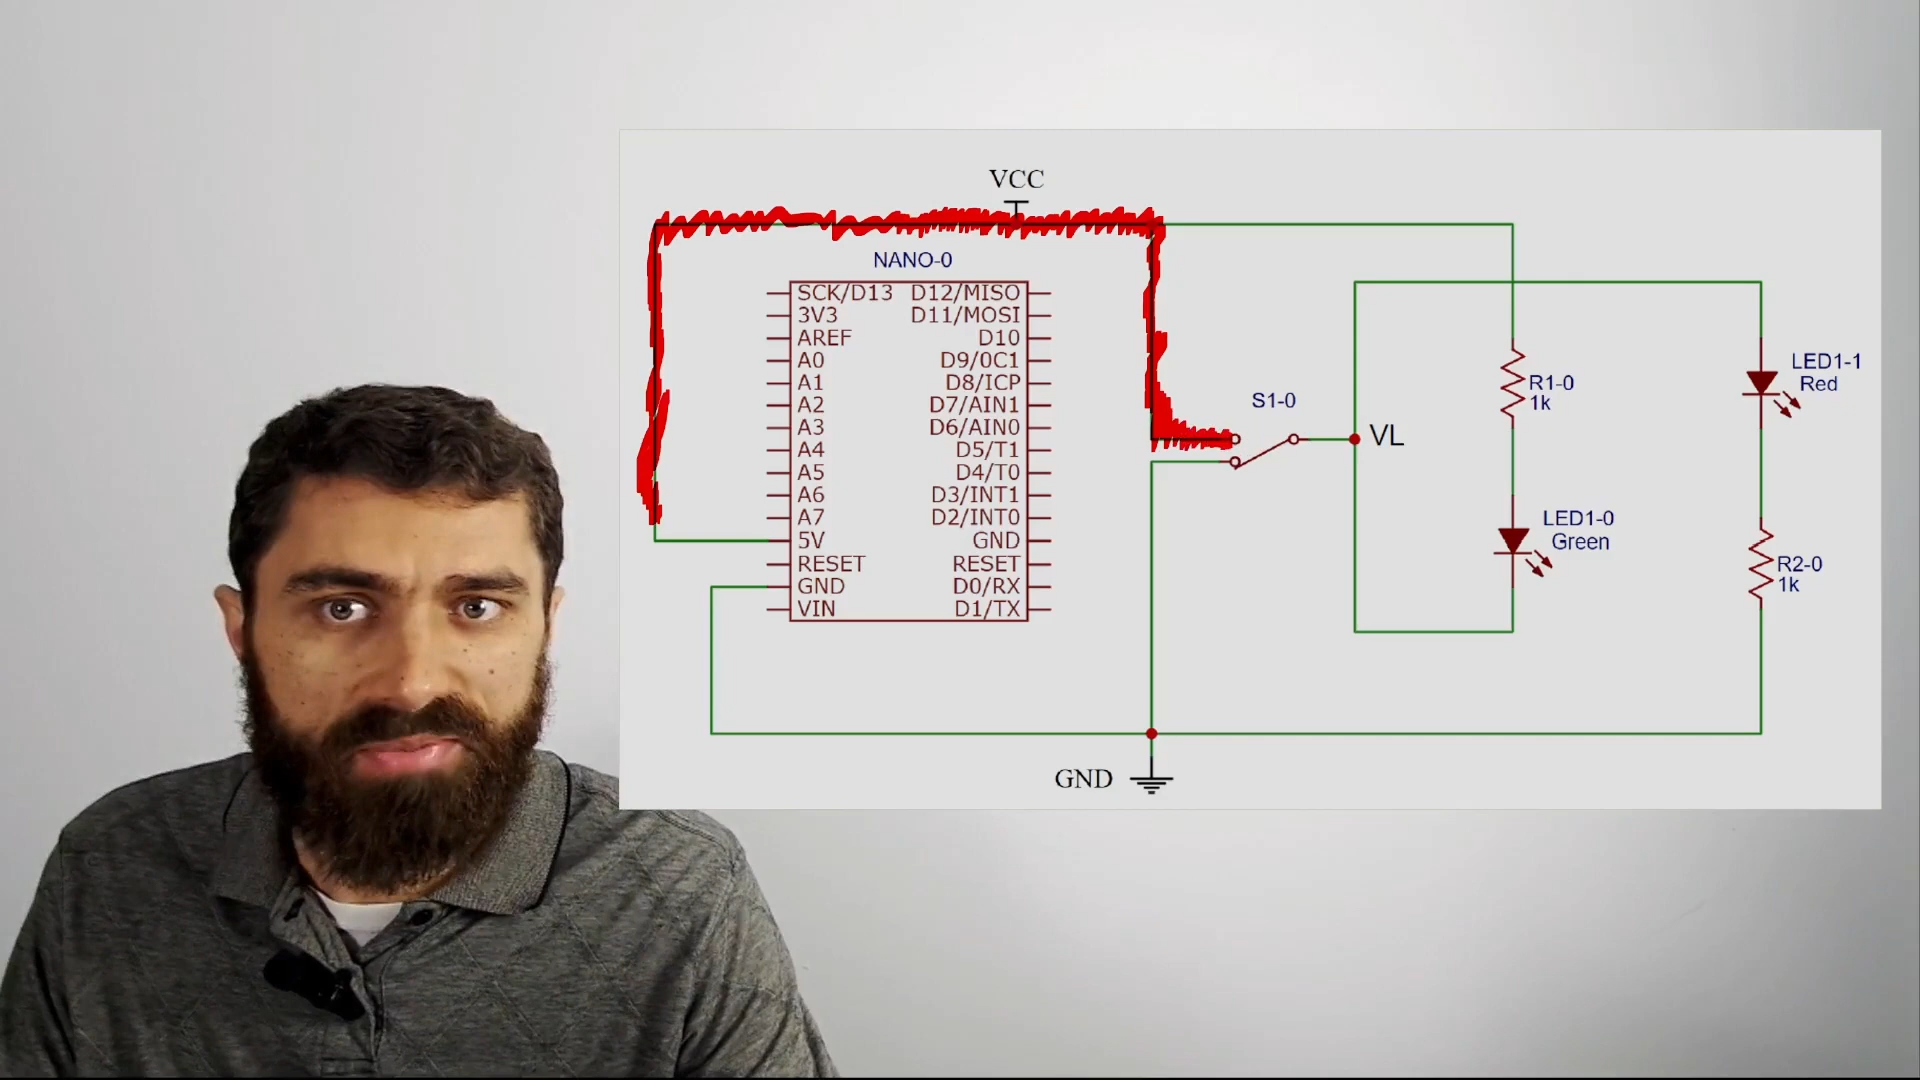 VCC
NANO-0
SCK/D13 D12/MISO
3V3 D11/MOSI
AREF D10
A0 D9/0C1
A1 D8/ICP
A2 D7/AIN1
A3 D6/AIN0
A4 D5/T1
A5 D4/T0
A6 D3/INT1
A7 D2/INT0
5V GND
RESET RESET
GND D0/RX
VIN D1/TX
S1-0
VL
R1-0
1k
LED1-0
Green
LED1-1
Red
R2-0
1k
GND